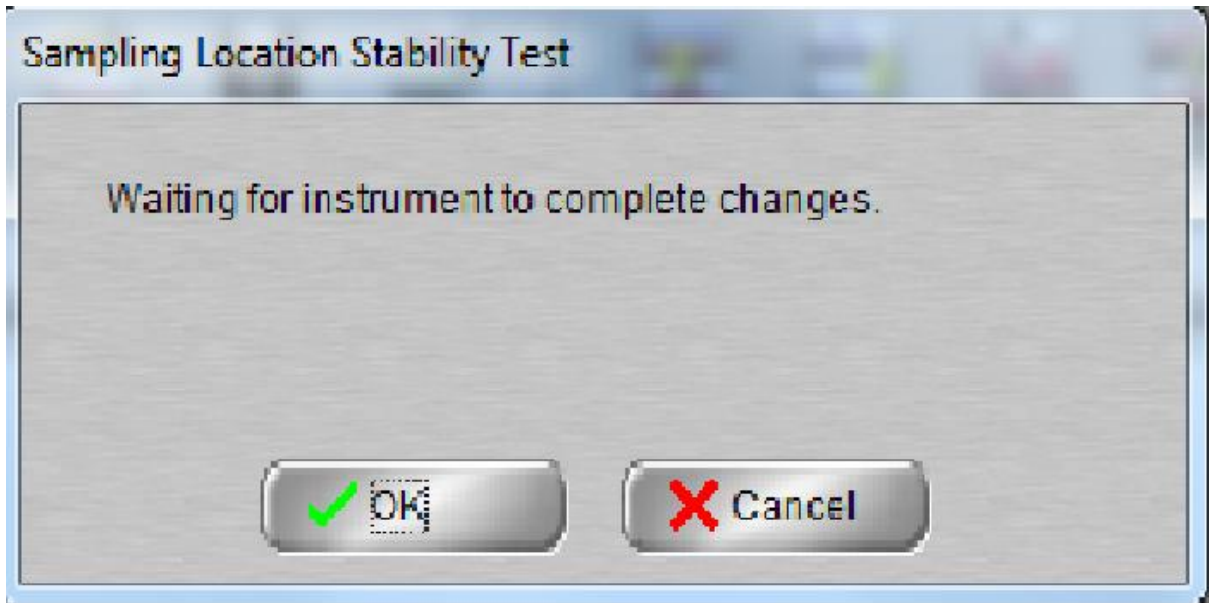 Sampling Location Stability Test
Waiting for instrument to complete changes.
OK
Cancel